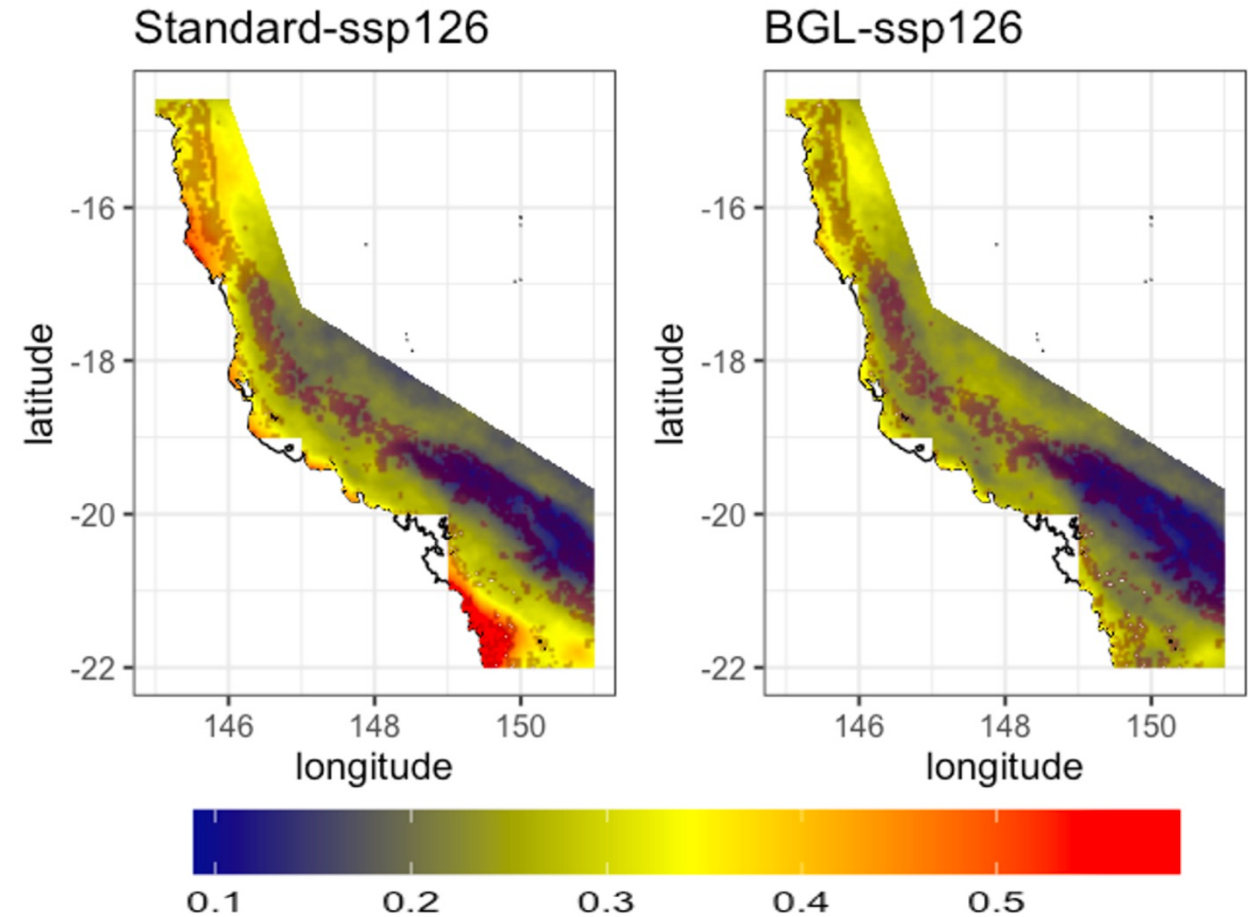 Standard-ssp126 BGL-ssp126
-16 -16
-18 -18
-20 -20
-22 -22
latitude latitude
146 148 150 146 148 150
longitude longitude
0.1 0.2 0.3 0.4 0.5